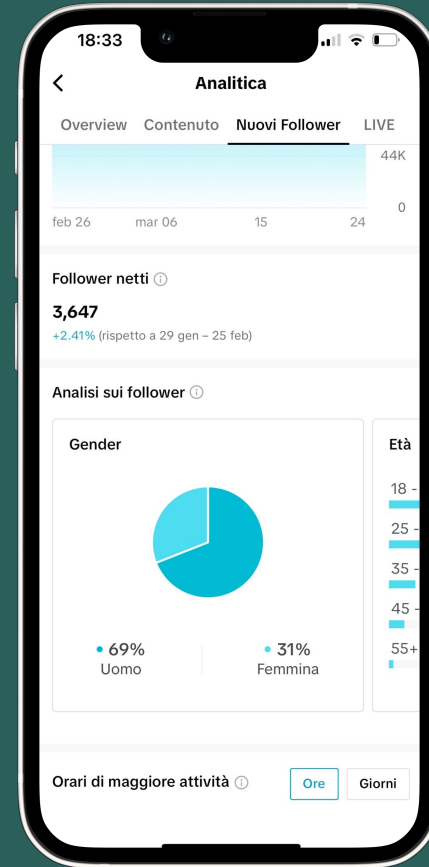 18:33
Analitica
Overview Contenuto Nuovi Follower LIVE
44K
0
feb 26 mar 06 15 24
Follower netti
3,647
+2.41% (rispetto a 29 gen – 25 feb)
Analisi sui follower
Gender Età
18 -
25 -
35 -
45 -
55+
69% 31%
Uomo Femmina
Orari di maggiore attività Ore Giorni